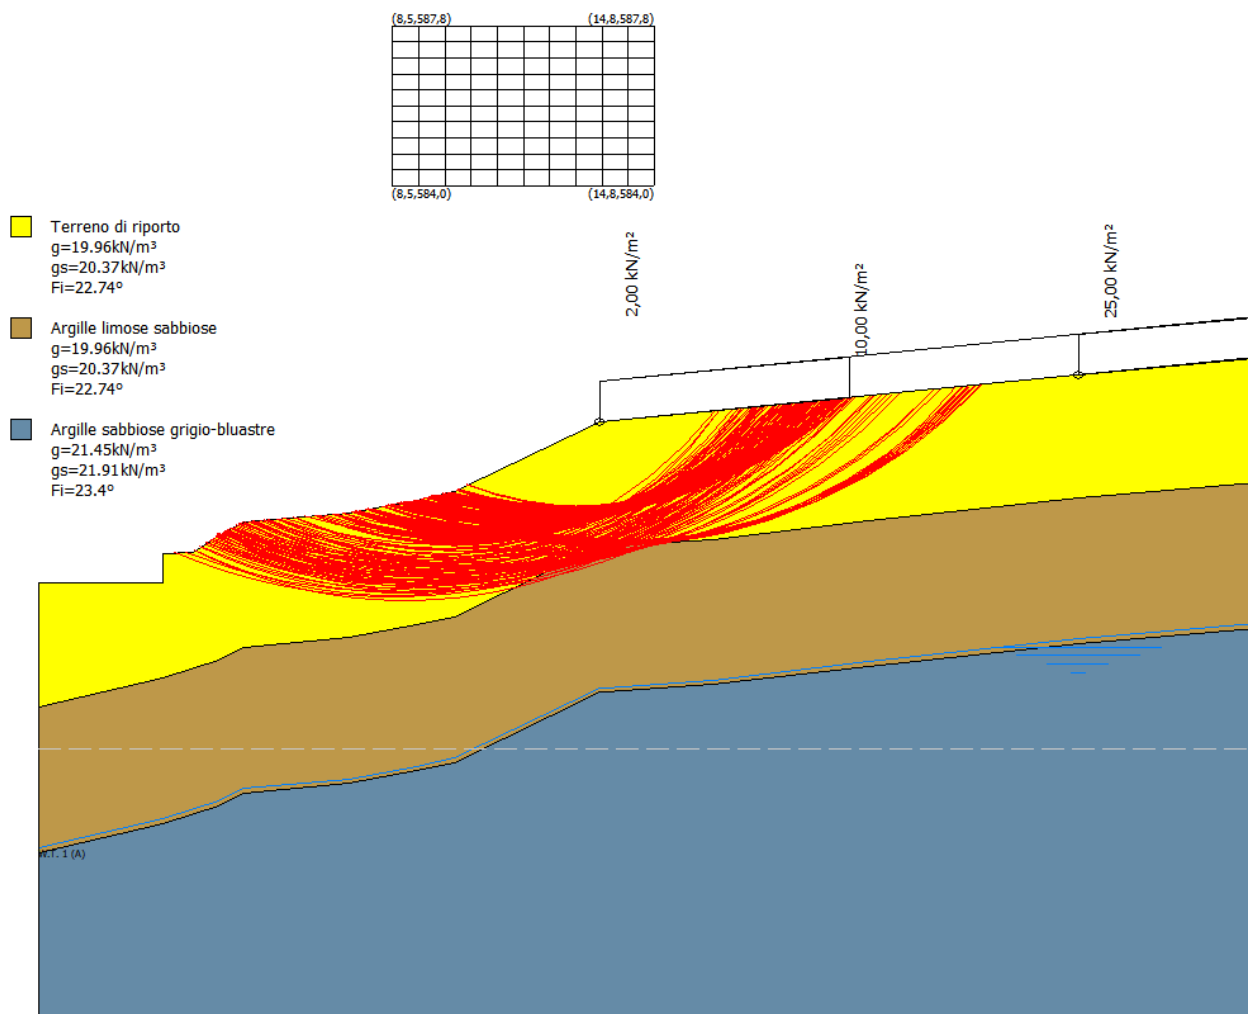 (8,5,587,8)
(14,8,587,8)
(8,5,584,0)
(14,8,584,0)
Terreno di riporto
g=19.96kN/m³
gs=20.37kN/m³
Fi=22.74°
Argille limose sabbiose
g=19.96kN/m³
gs=20.37kN/m³
Fi=22.74°
Argille sabbiose grigio-bluastre
g=21.45kN/m³
gs=21.91kN/m³
Fi=23.4°
2,00 kN/m²
10,00 kN/m²
25,00 kN/m²
W.T. 1 (A)